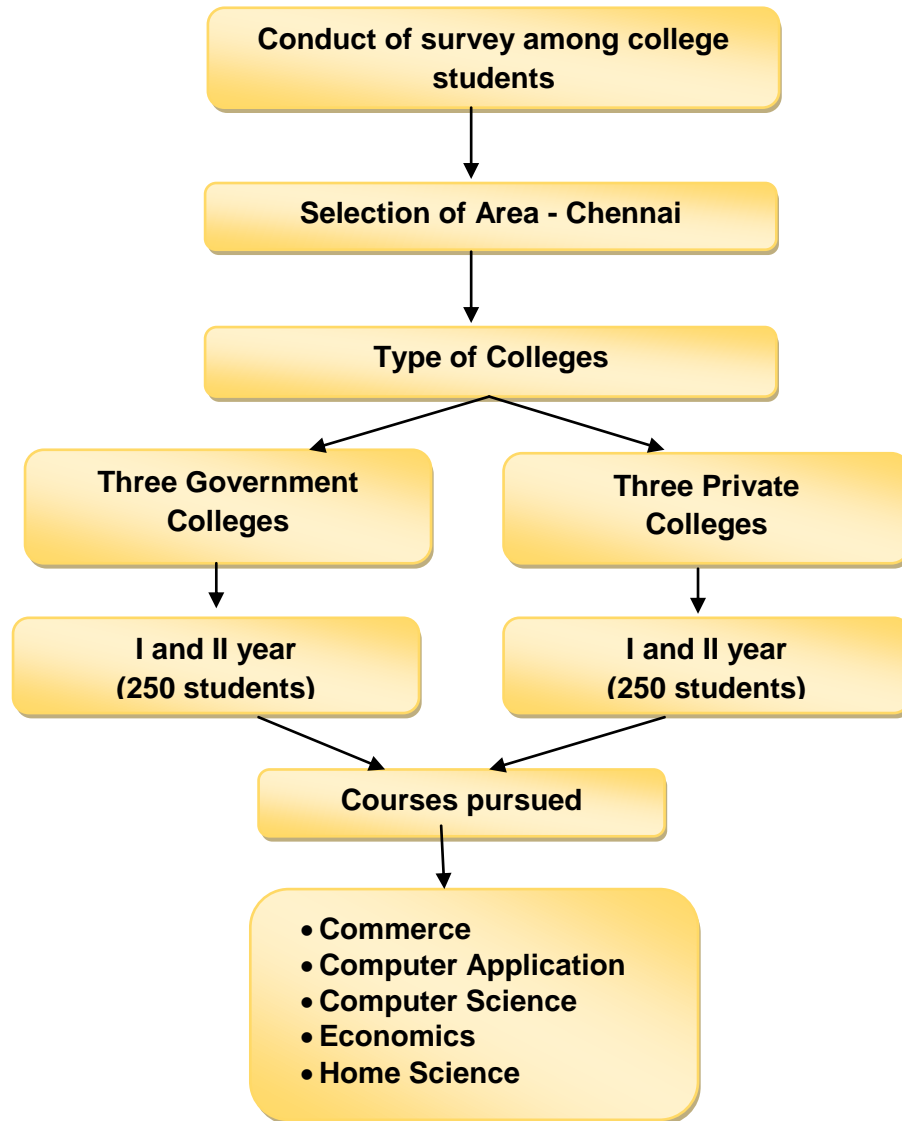 Conduct of survey among college
students
Selection of Area - Chennai
Type of Colleges
Three Government
Colleges
Three Private
Colleges
I and II year
(250 students)
I and II year
(250 students)
Courses pursued
• Commerce
• Computer Application
• Computer Science
• Economics
• Home Science